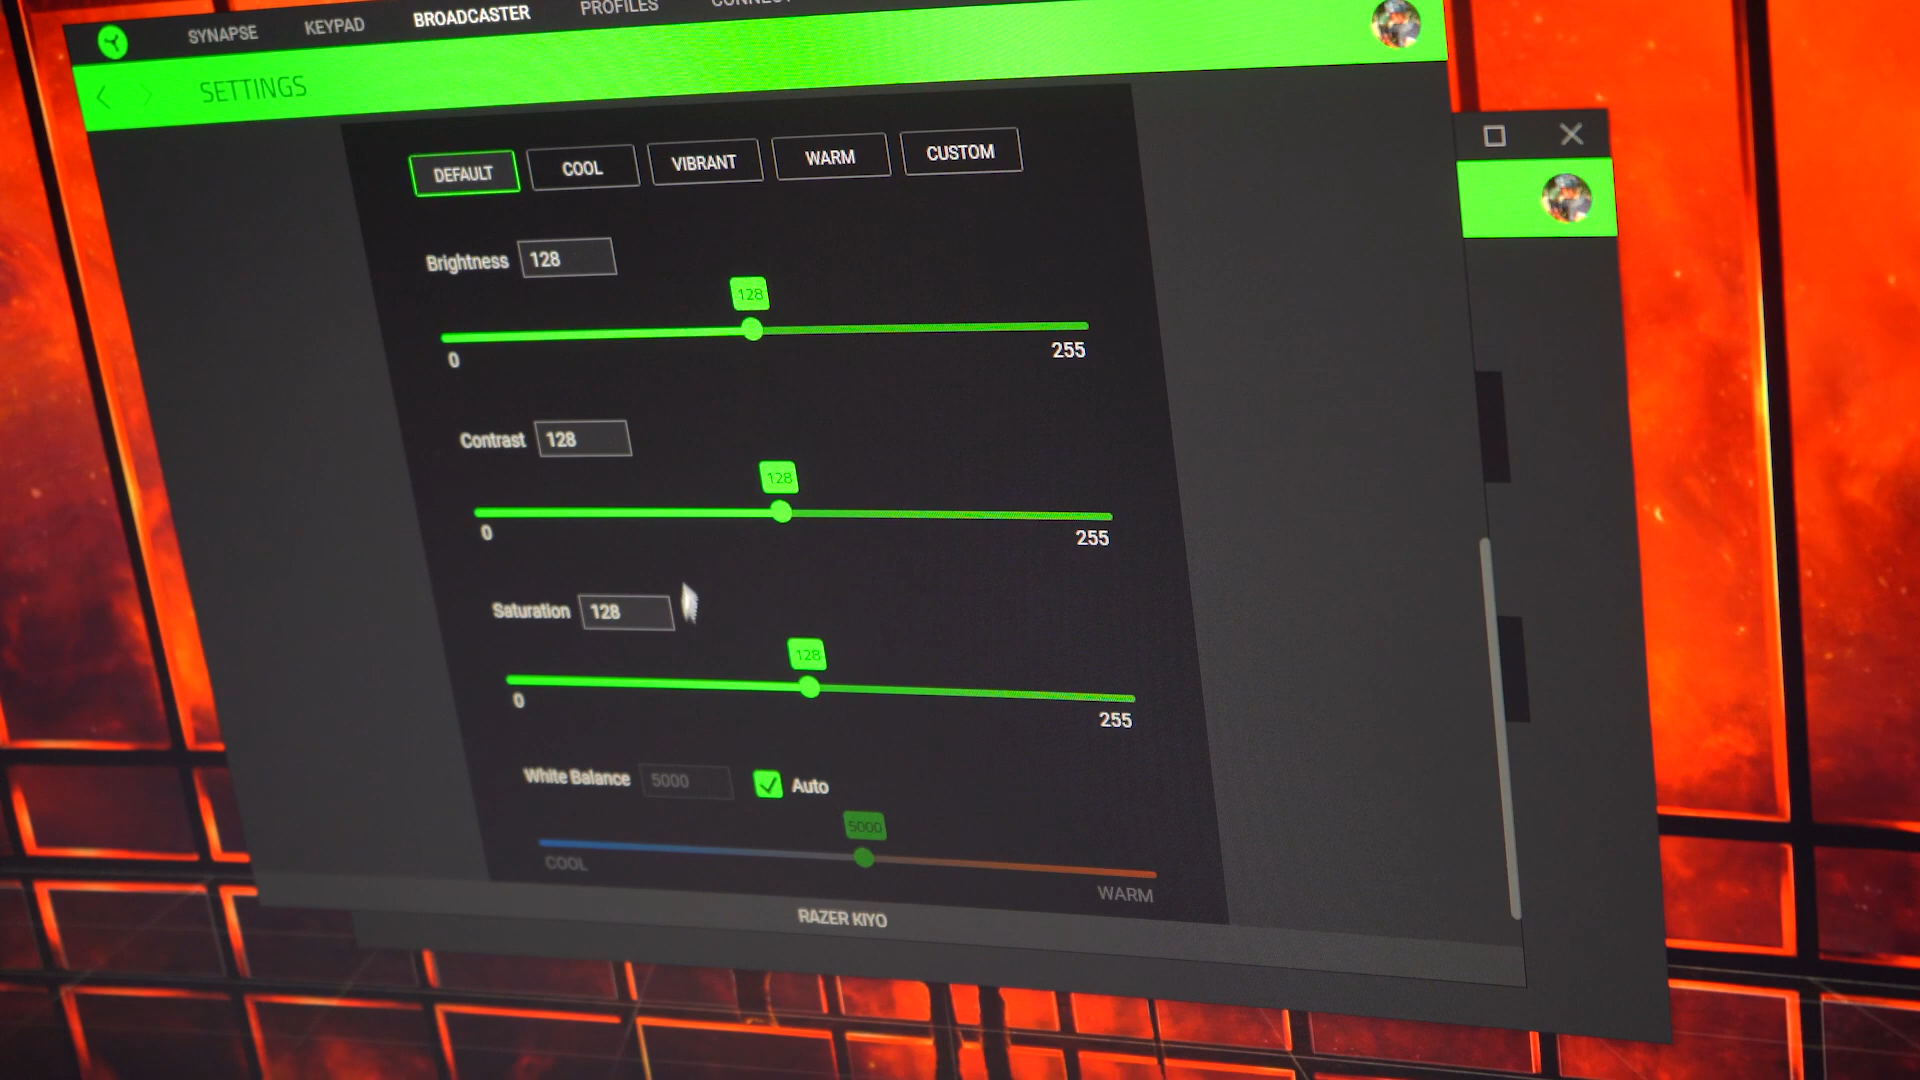 SYNAPSE KEYPAD BROADCASTER PROFILES
SETTINGS
DEFAULT COOL VIBRANT WARM CUSTOM
Brightness 128
128
0 255
Contrast 128
128
0 255
Saturation 128
128
0 255
White Balance 5000 Auto
5000
COOL WARM
RAZER KIYO